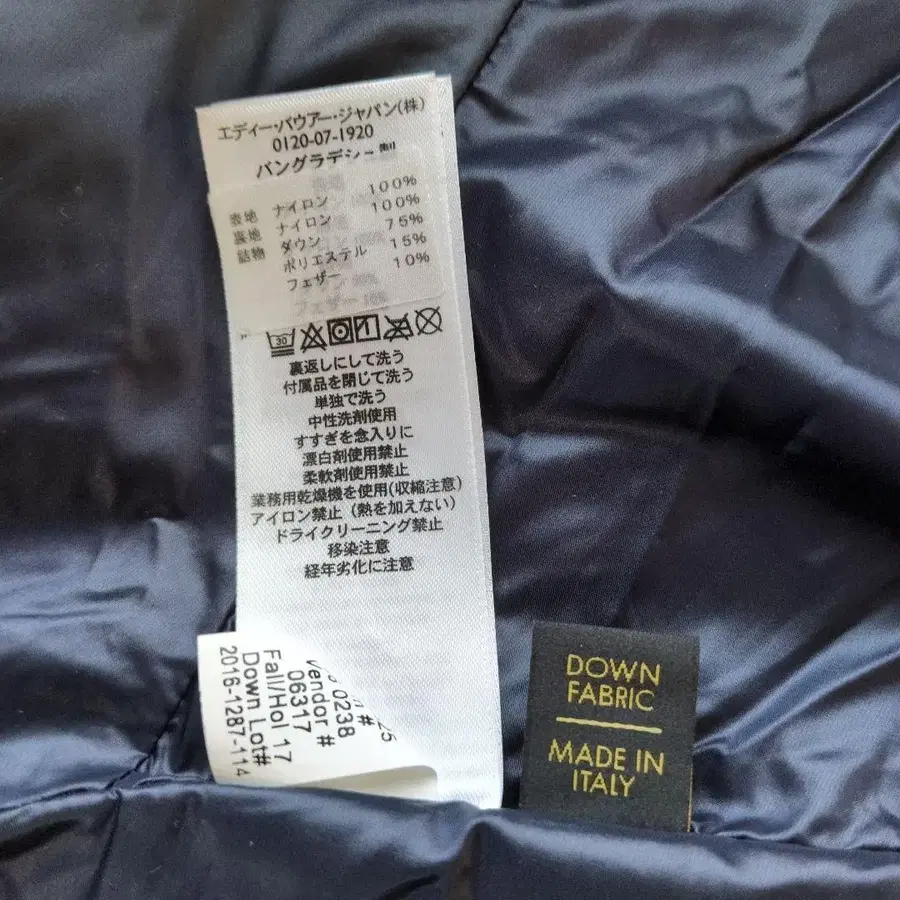 エディー・バウアー・ジャパン(株)
0120-07-1920
バングラデシュ製
表地 ナイロン 100%
裏地 ナイロン 100%
詰物 ダウン 75%
ポリエステル 15%
フェザー 10%
フェザー 10%
30
裏返しにして洗う
付属品を閉じて洗う
単独で洗う
中性洗剤使用
すすぎを念入りに
漂白剤使用禁止
柔軟剤使用禁止
業務用乾燥機を使用(収縮注意)
アイロン禁止(熱を加えない)
ドライクリーニング禁止
移染注意
経年劣化に注意
25
0238
Vendor #
06317
Fall/Hol 17
Down Lot#
2016-1287-114
DOWN
FABRIC
MADE IN
ITALY